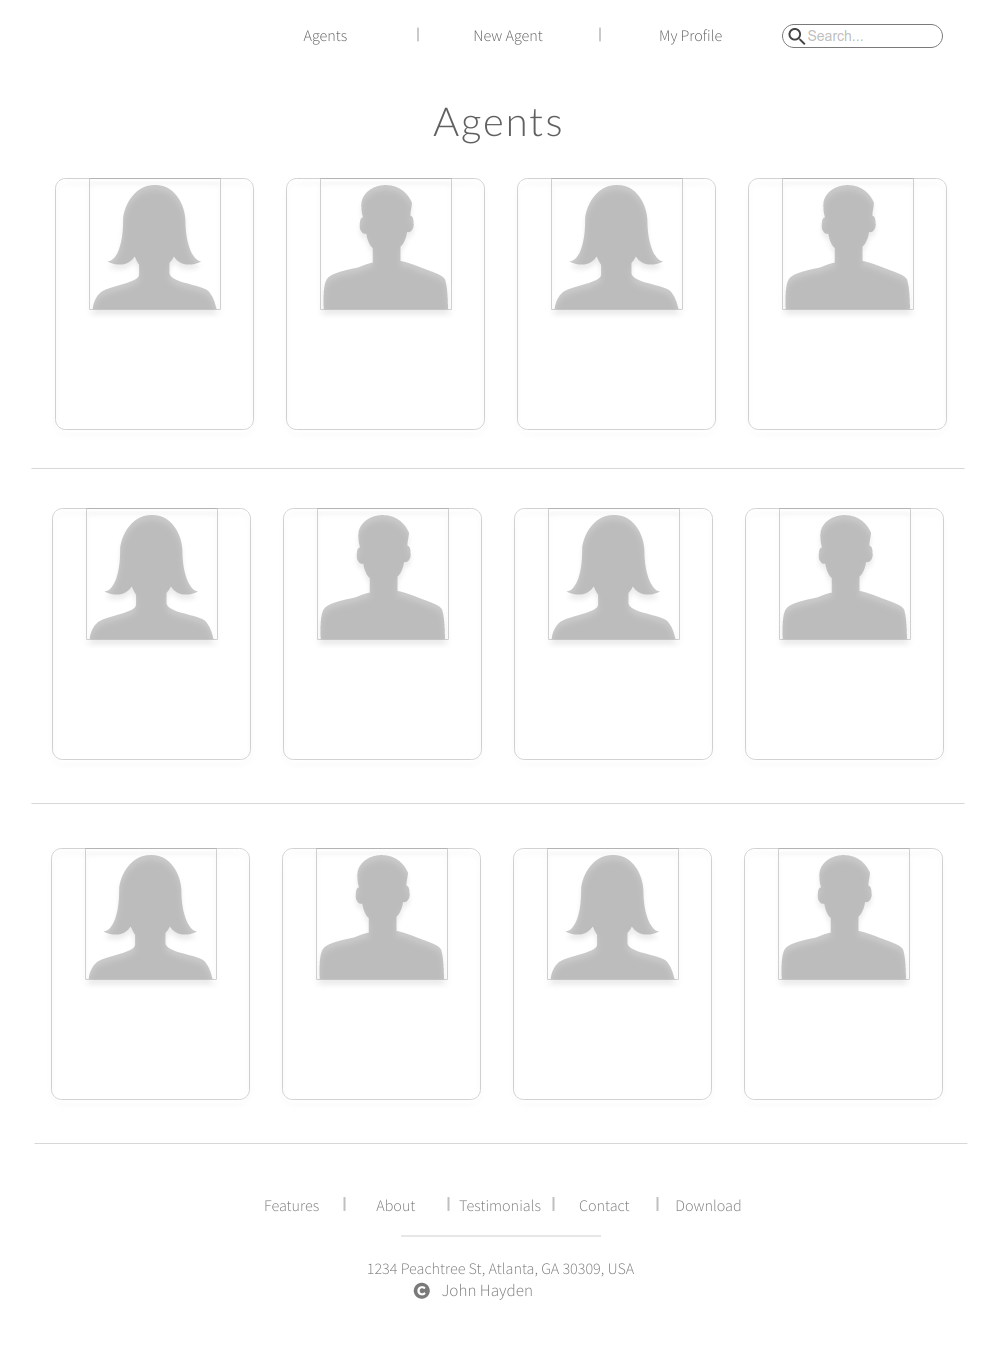 Agents | New Agent | My Profile Search...
Agents
Features | About | Testimonials | Contact | Download
1234 Peachtree St, Atlanta, GA 30309, USA
© John Hayden